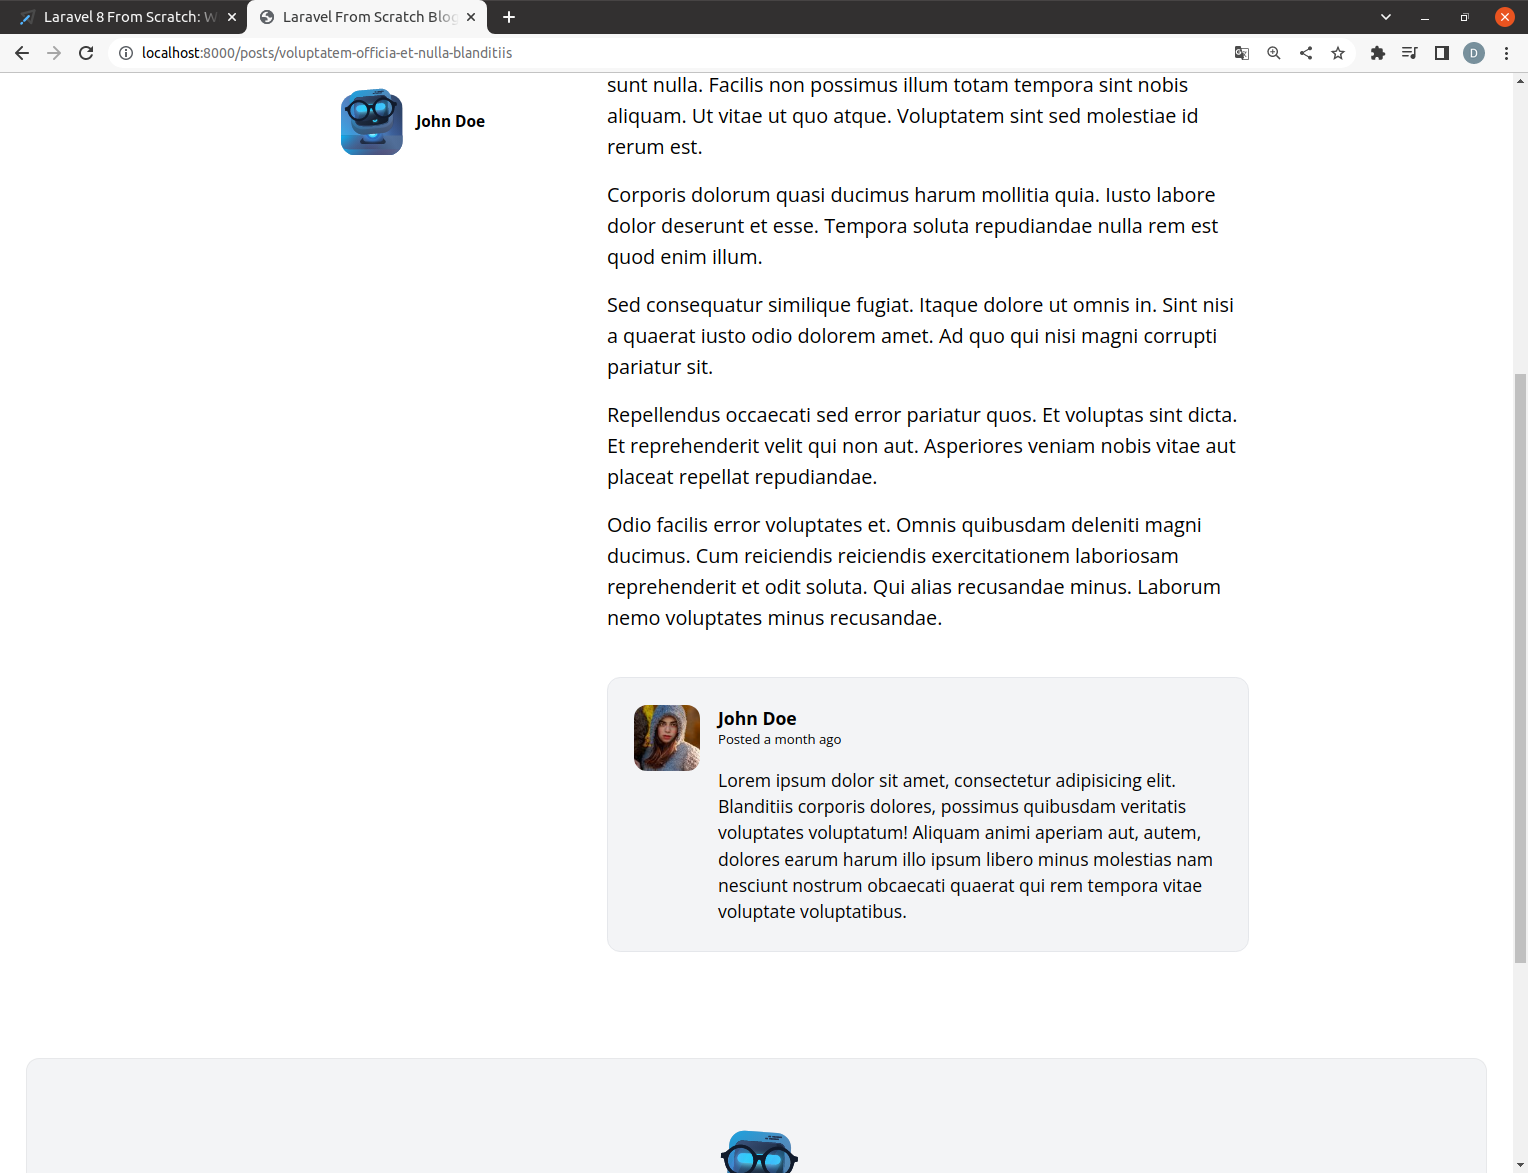 Laravel 8 From Scratch: W
Laravel From Scratch Blog
localhost:8000/posts/voluptatem-officia-et-nulla-blanditiis
D
John Doe
sunt nulla. Facilis non possimus illum totam tempora sint nobis
aliquam. Ut vitae ut quo atque. Voluptatem sint sed molestiae id
rerum est.
Corporis dolorum quasi ducimus harum mollitia quia. Iusto labore
dolor deserunt et esse. Tempora soluta repudiandae nulla rem est
quod enim illum.
Sed consequatur similique fugiat. Itaque dolore ut omnis in. Sint nisi
a quaerat iusto odio dolorem amet. Ad quo qui nisi magni corrupti
pariatur sit.
Repellendus occaecati sed error pariatur quos. Et voluptas sint dicta.
Et reprehenderit velit qui non aut. Asperiores veniam nobis vitae aut
placeat repellat repudiandae.
Odio facilis error voluptates et. Omnis quibusdam deleniti magni
ducimus. Cum reiciendis reiciendis exercitationem laboriosam
reprehenderit et odit soluta. Qui alias recusandae minus. Laborum
nemo voluptates minus recusandae.
John Doe
Posted a month ago
Lorem ipsum dolor sit amet, consectetur adipisicing elit.
Blanditiis corporis dolores, possimus quibusdam veritatis
voluptates voluptatum! Aliquam animi aperiam aut, autem,
dolores earum harum illo ipsum libero minus molestias nam
nesciunt nostrum obcaecati quaerat qui rem tempora vitae
voluptate voluptatibus.